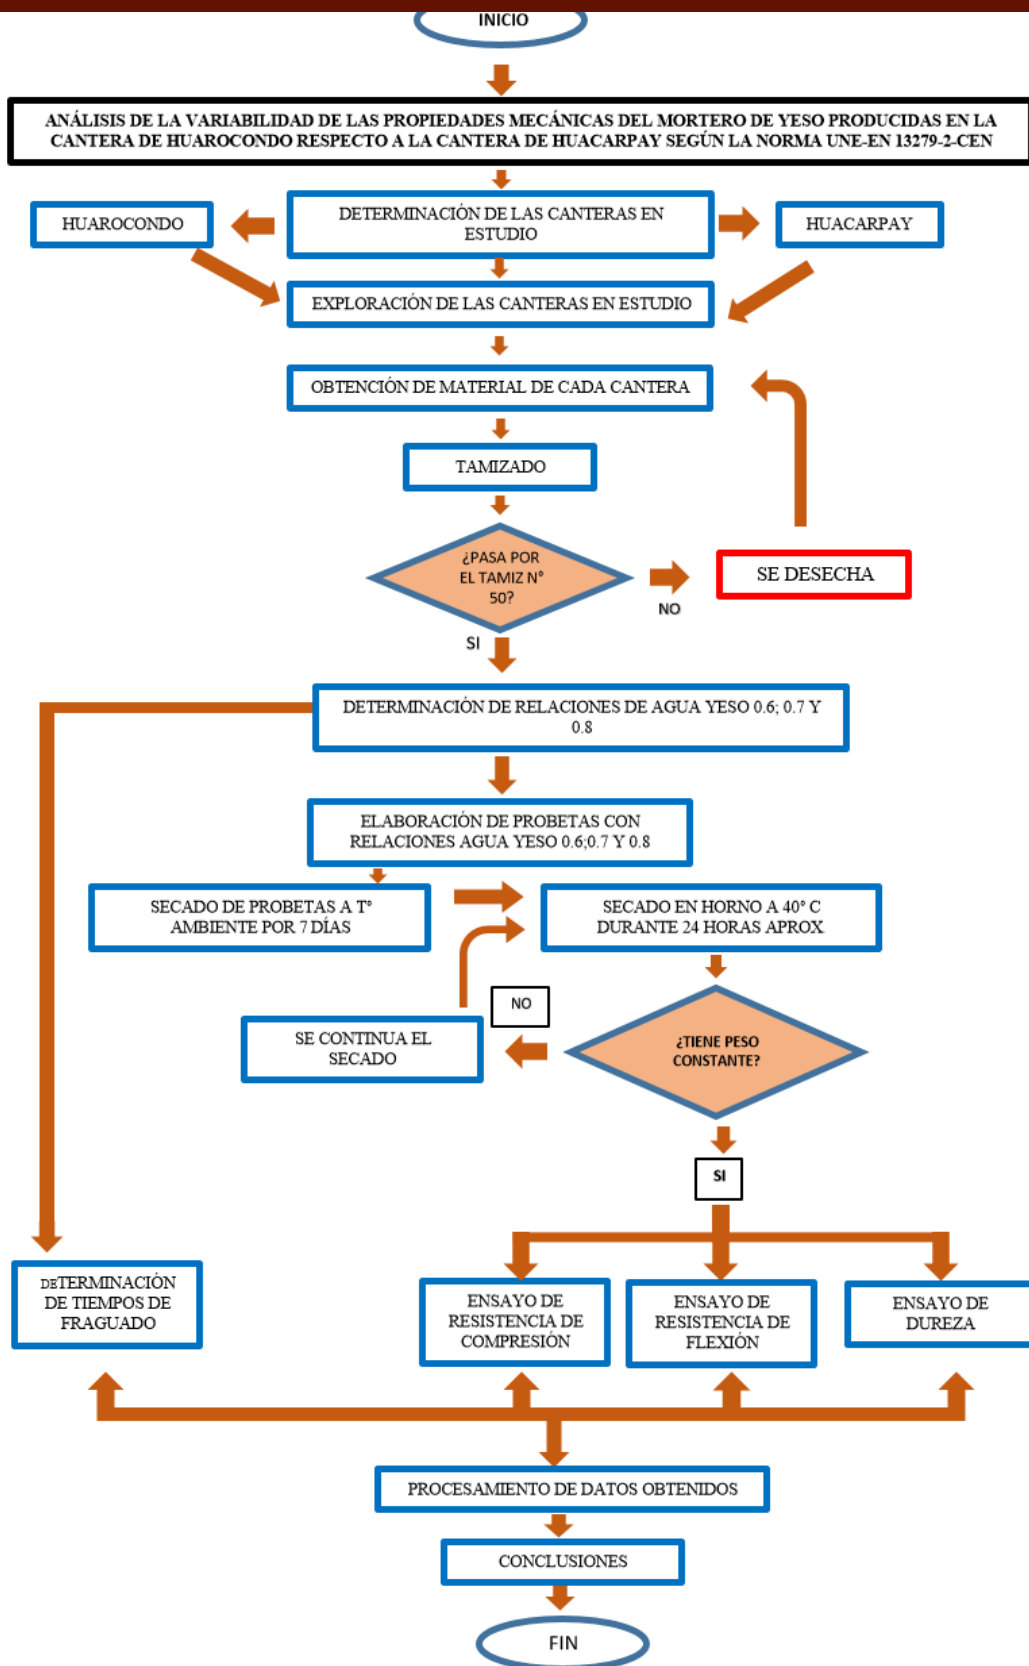 INICIO
ANÁLISIS DE LA VARIABILIDAD DE LAS PROPIEDADES MECÁNICAS DEL MORTERO DE YESO PRODUCIDAS EN LA
CANTERA DE HUAROCONDO RESPECTO A LA CANTERA DE HUACARPAY SEGÚN LA NORMA UNE-EN 13279-2-CEN
HUAROCONDO
DETERMINACIÓN DE LAS CANTERAS EN
ESTUDIO
HUACARPAY
EXPLORACIÓN DE LAS CANTERAS EN ESTUDIO
OBTENCIÓN DE MATERIAL DE CADA CANTERA
TAMIZADO
¿PASA POR
EL TAMIZ N°
50?
NO
SE DESECHA
SI
DETERMINACIÓN DE RELACIONES DE AGUA YESO 0.6; 0.7 Y
0.8
ELABORACIÓN DE PROBETAS CON
RELACIONES AGUA YESO 0.6;0.7 Y 0.8
SECADO DE PROBETAS A T°
AMBIENTE POR 7 DÍAS
SECADO EN HORNO A 40° C
DURANTE 24 HORAS APROX
NO
SE CONTINUA EL
SECADO
¿TIENE PESO
CONSTANTE?
SI
DETERMINACIÓN
DE TIEMPOS DE
FRAGUADO
ENSAYO DE
RESISTENCIA DE
COMPRESIÓN
ENSAYO DE
RESISTENCIA DE
FLEXIÓN
ENSAYO DE
DUREZA
PROCESAMIENTO DE DATOS OBTENIDOS
CONCLUSIONES
FIN